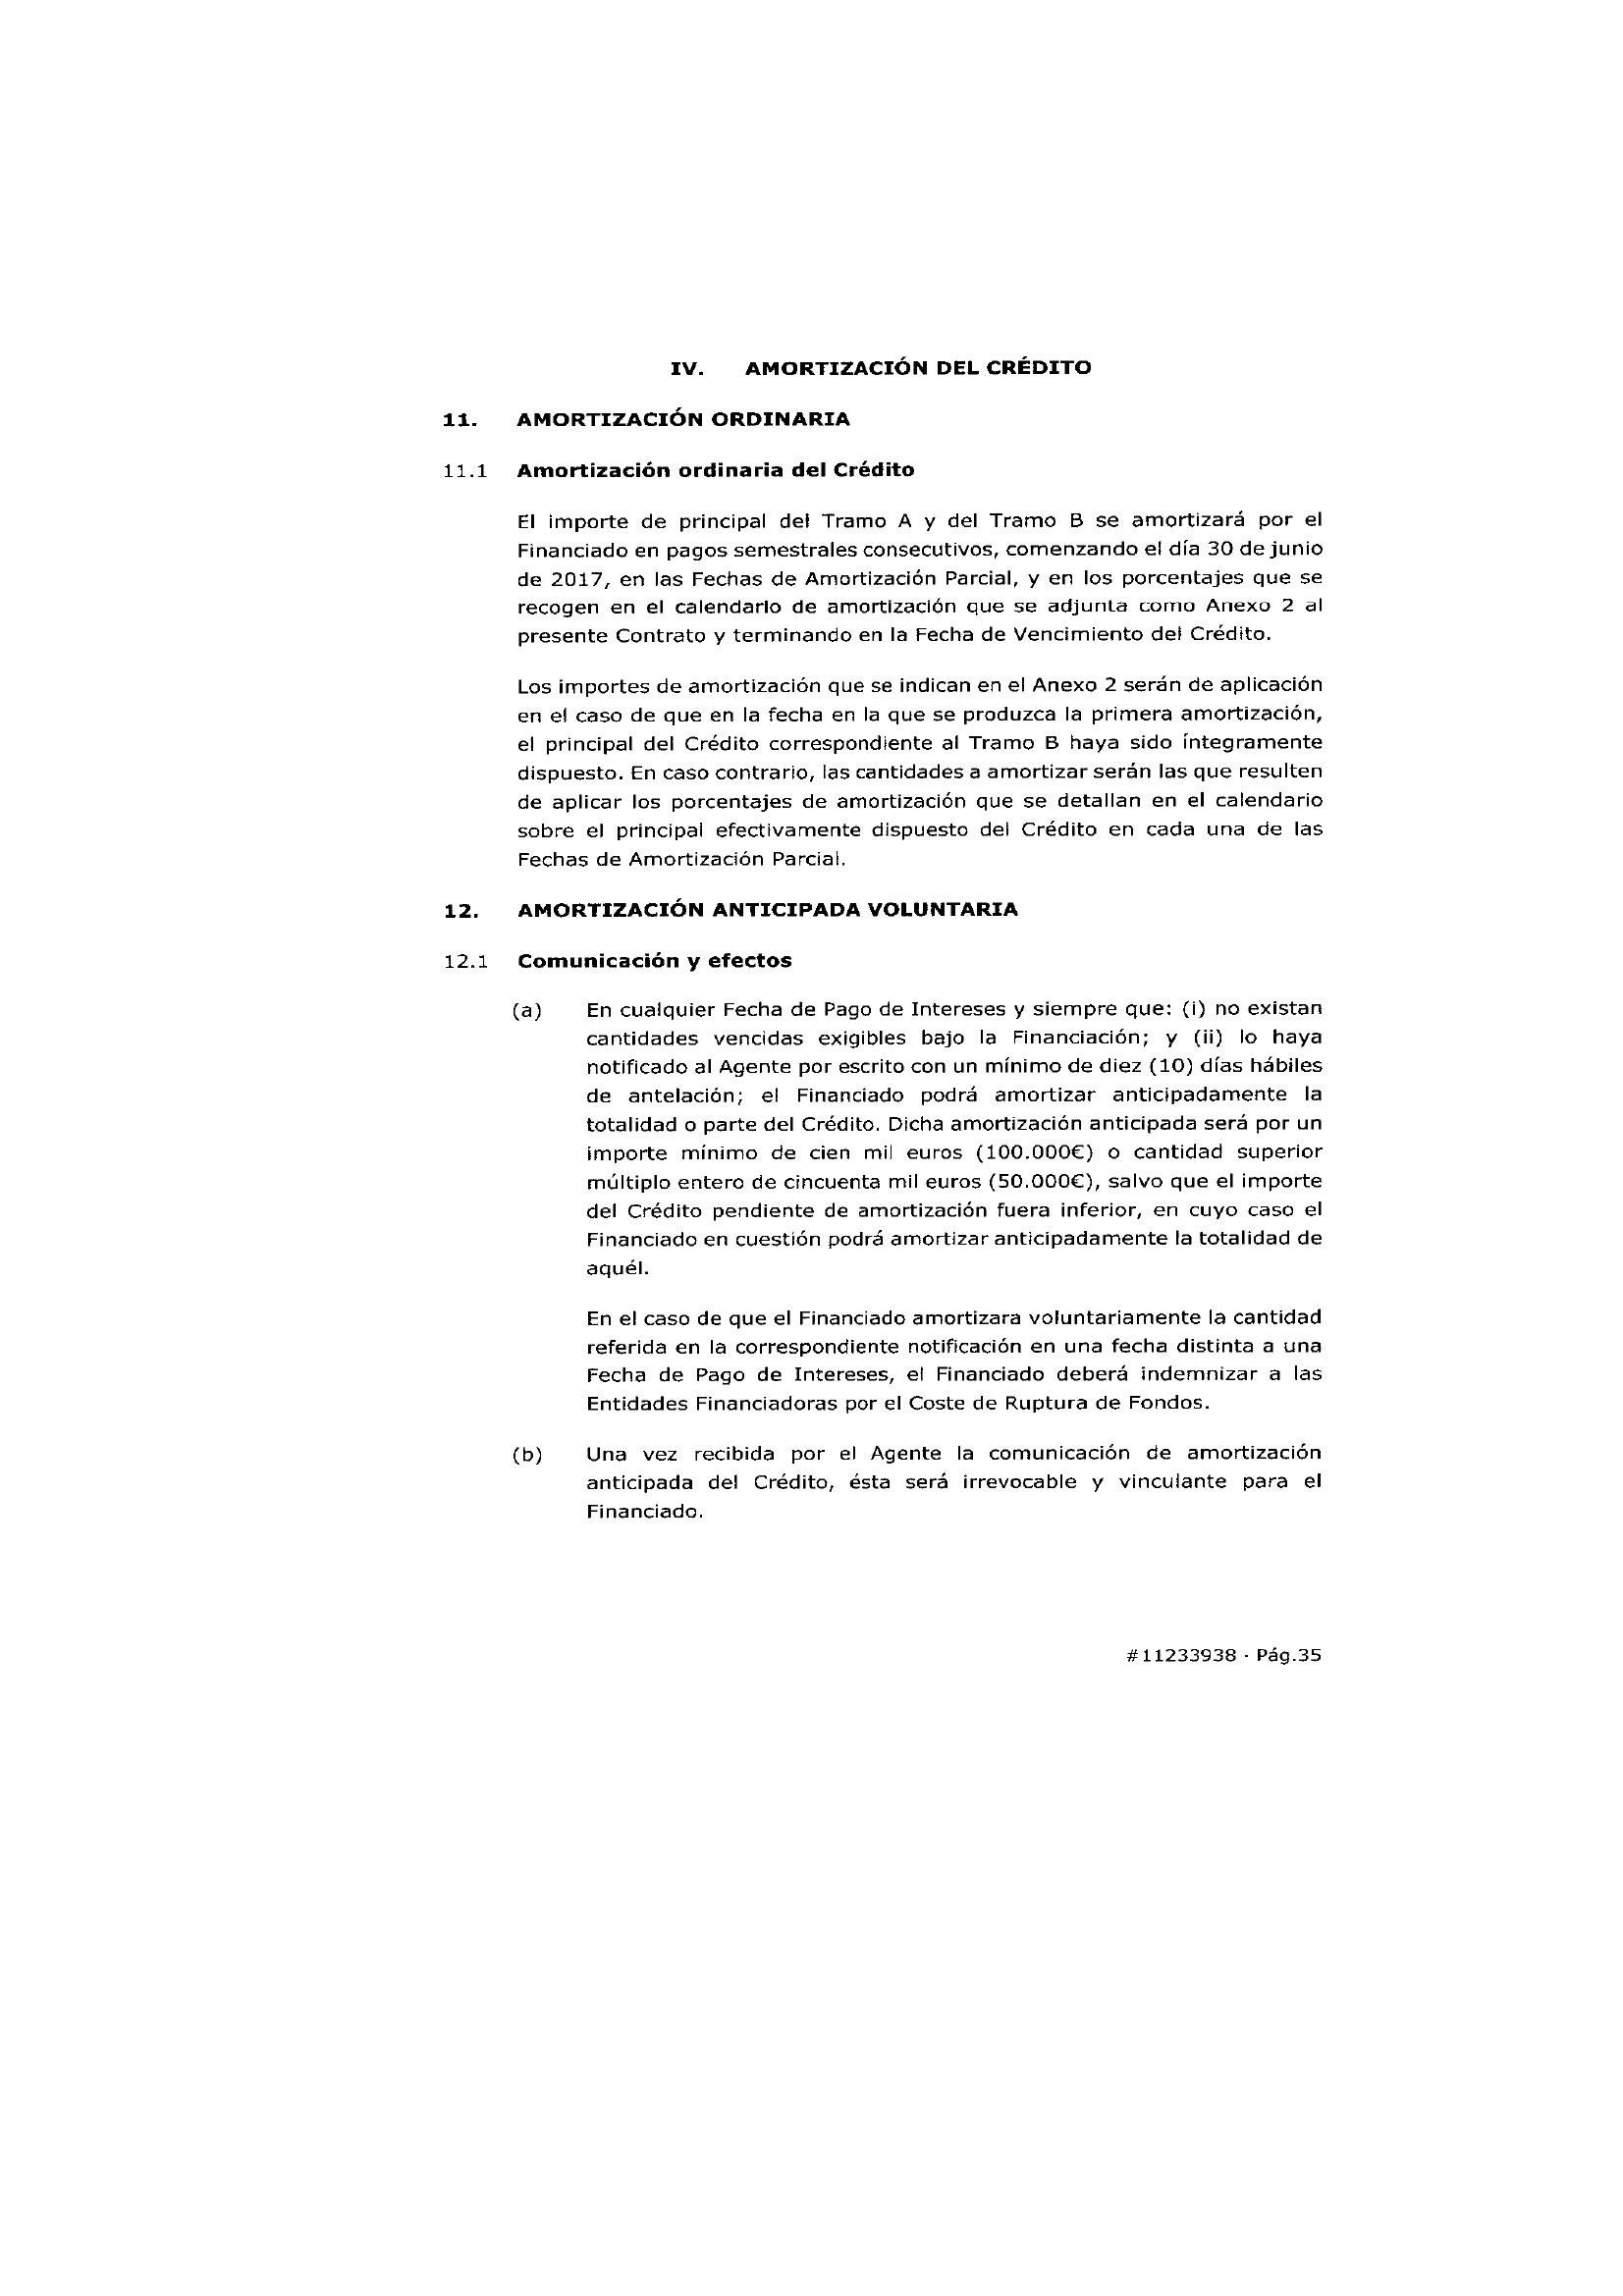 IV. AMORTIZACIÓN DEL CRÉDITO
11. AMORTIZACIÓN ORDINARIA
11.1 Amortización ordinaria del Crédito
El importe de principal del Tramo A y del Tramo B se amortizará por el
Financiado en pagos semestrales consecutivos, comenzando el día 30 de junio
de 2017, en las Fechas de Amortización Parcial, y en los porcentajes que se
recogen en el calendario de amortización que se adjunta como Anexo 2 al
presente Contrato y terminando en la Fecha de Vencimiento del Crédito.
Los importes de amortización que se indican en el Anexo 2 serán de aplicación
en el caso de que en la fecha en la que se produzca la primera amortización,
el principal del Crédito correspondiente al Tramo B haya sido íntegramente
dispuesto. En caso contrario, las cantidades a amortizar serán las que resulten
de aplicar los porcentajes de amortización que se detallan en el calendario
sobre el principal efectivamente dispuesto del Crédito en cada una de las
Fechas de Amortización Parcial.
12. AMORTIZACIÓN ANTICIPADA VOLUNTARIA
12.1 Comunicación y efectos
(a) En cualquier Fecha de Pago de Intereses y siempre que: (i) no existan
cantidades vencidas exigibles bajo la Financiación; y (ii) lo haya
notificado al Agente por escrito con un mínimo de diez (10) días hábiles
de antelación; el Financiado podrá amortizar anticipadamente la
totalidad o parte del Crédito. Dicha amortización anticipada será por un
importe mínimo de cien mil euros (100.000€) o cantidad superior
múltiplo entero de cincuenta mil euros (50.000€), salvo que el importe
del Crédito pendiente de amortización fuera inferior, en cuyo caso el
Financiado en cuestión podrá amortizar anticipadamente la totalidad de
aquél.
En el caso de que el Financiado amortizara voluntariamente la cantidad
referida en la correspondiente notificación en una fecha distinta a una
Fecha de Pago de Intereses, el Financiado deberá indemnizar a las
Entidades Financiadoras por el Coste de Ruptura de Fondos.
(b) Una vez recibida por el Agente la comunicación de amortización
anticipada del Crédito, ésta será irrevocable y vinculante para el
Financiado.
#11233938 - Pág.35